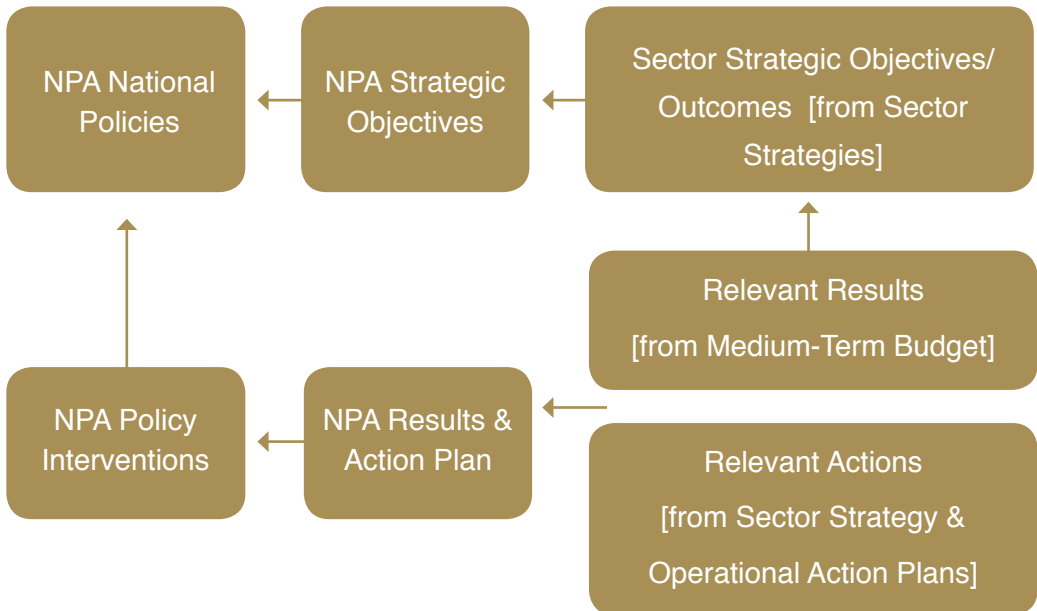 NPA National
Policies
NPA Strategic
Objectives
Sector Strategic Objectives/
Outcomes [from Sector
Strategies]
Relevant Results
[from Medium-Term Budget]
NPA Policy
Interventions
NPA Results &
Action Plan
Relevant Actions
[from Sector Strategy &
Operational Action Plans]